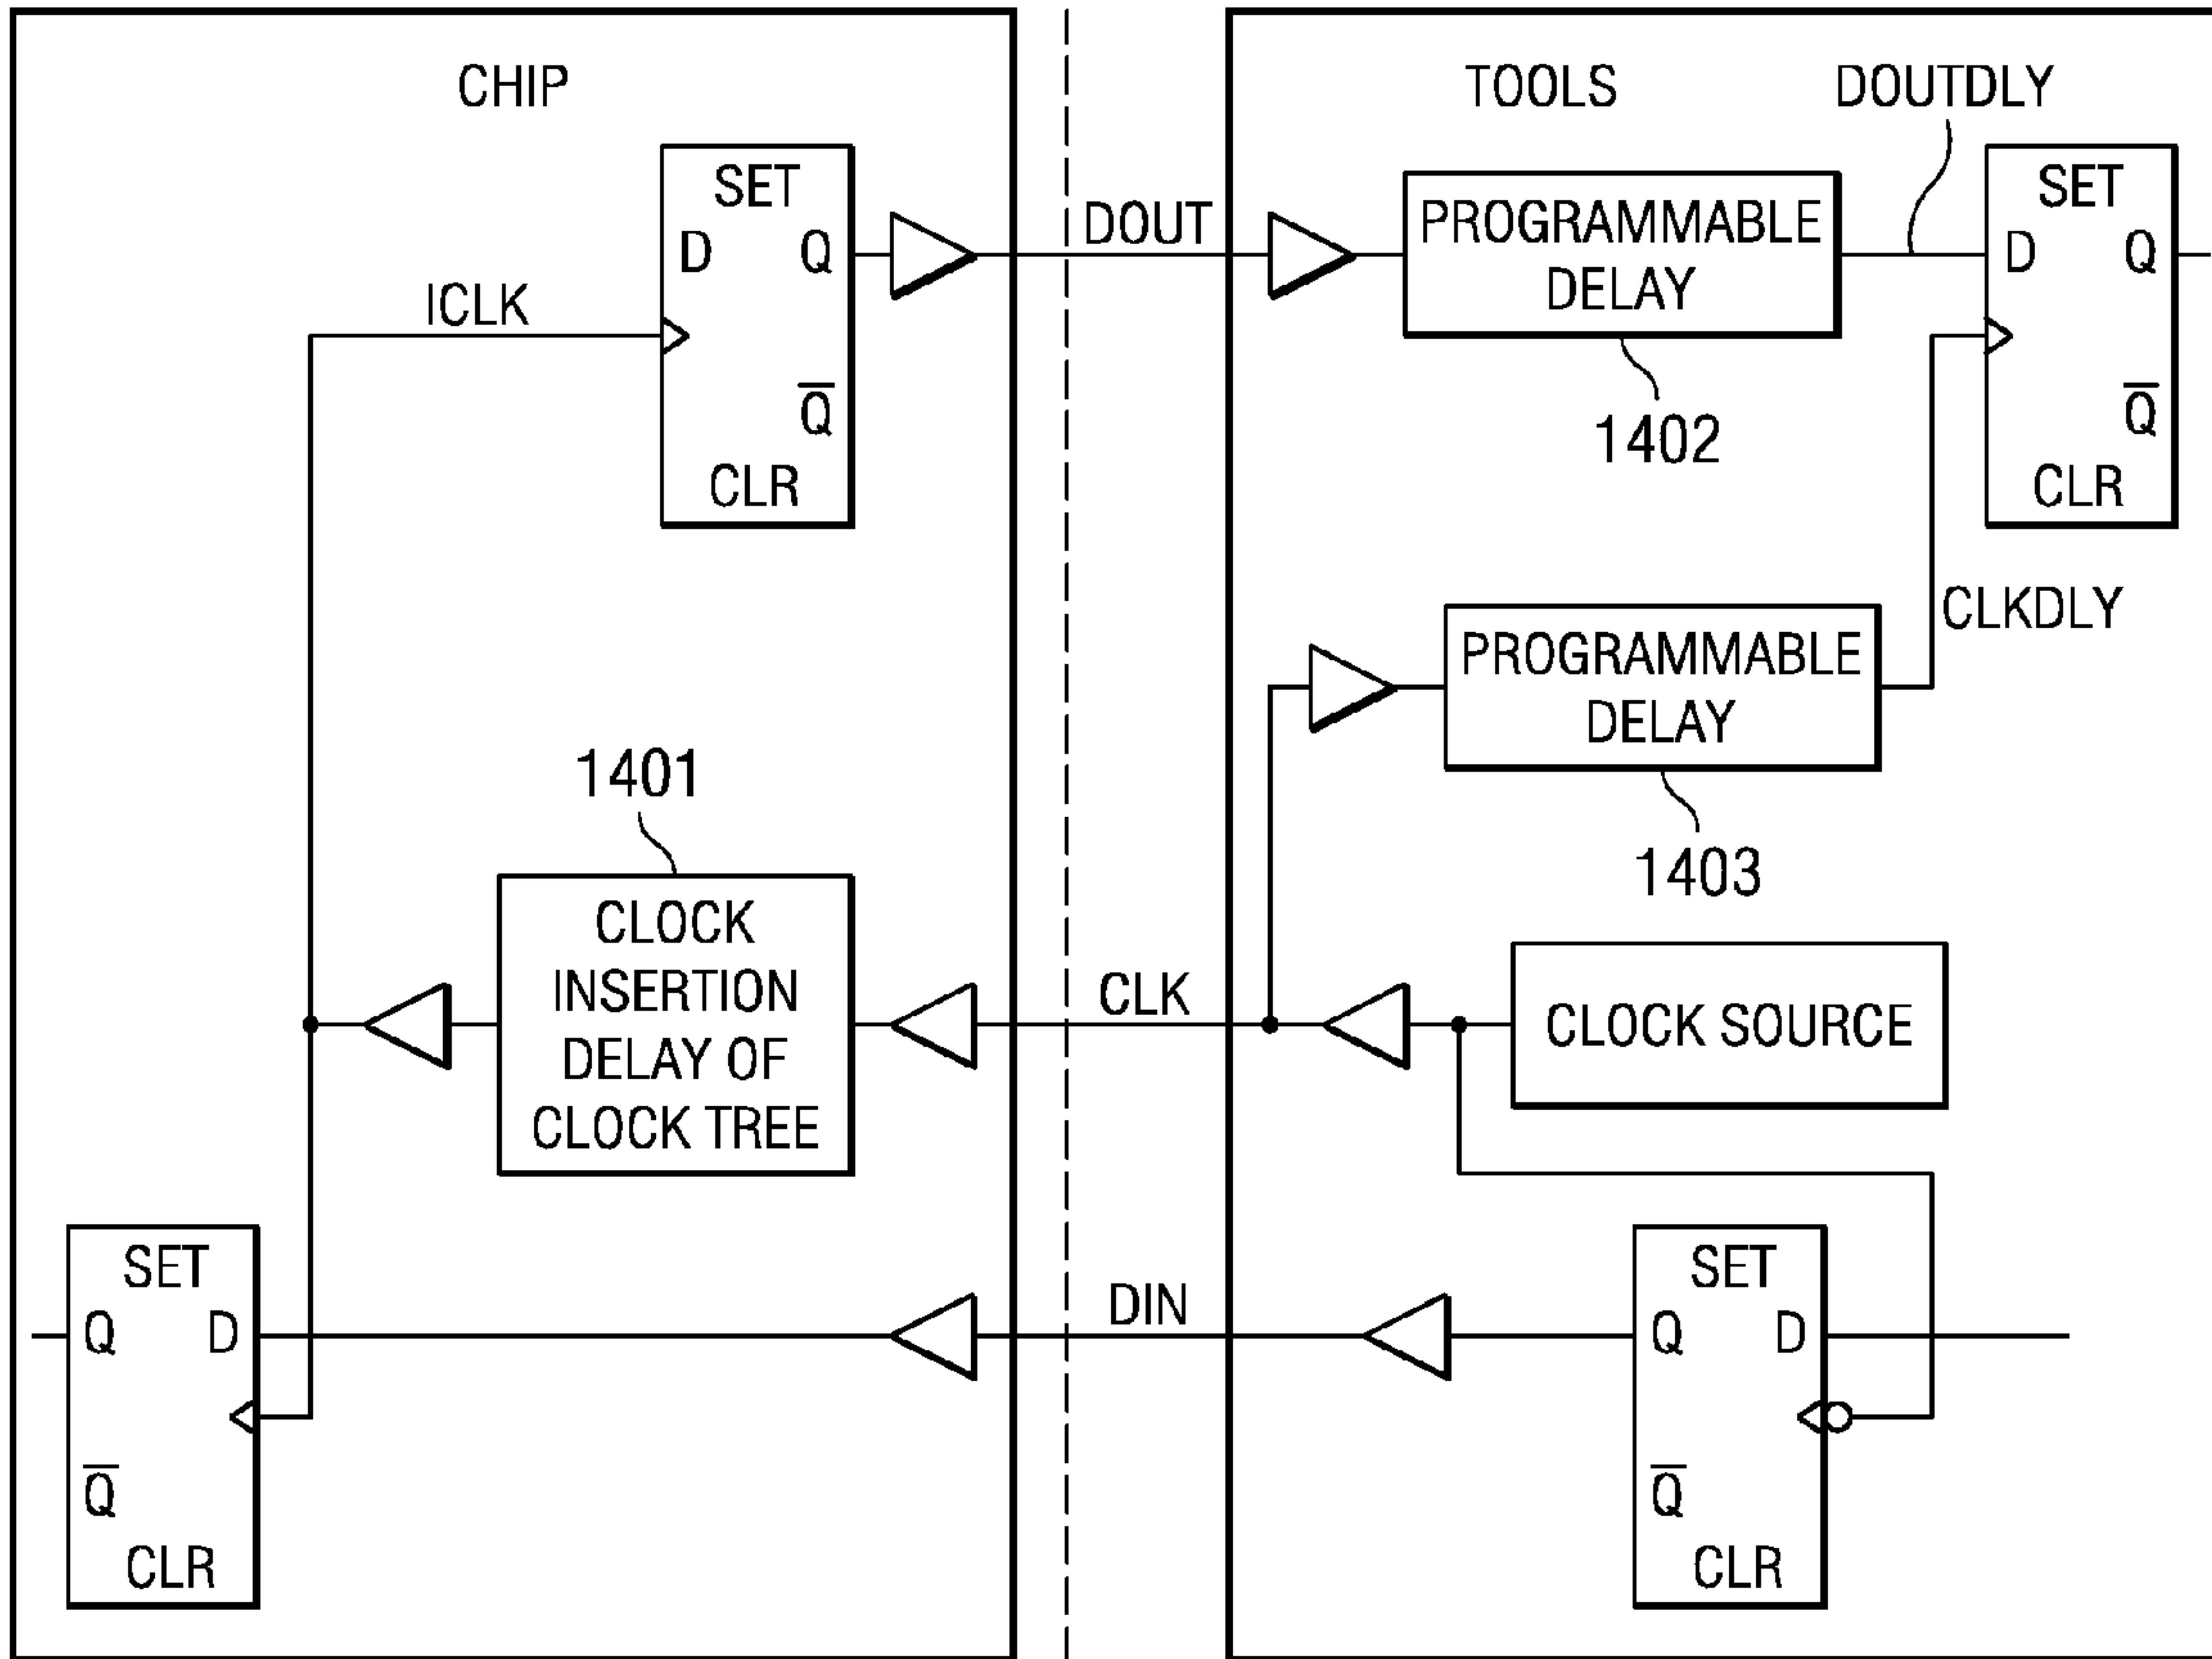 CHIP
TOOLS
DOUTDLY
SET
D Q
Q̅
CLR
ICLK
DOUT
PROGRAMMABLE
DELAY
1402
SET
D Q
Q̅
CLR
CLKDLY
PROGRAMMABLE
DELAY
1403
1401
CLOCK
INSERTION
DELAY OF
CLOCK TREE
CLK
CLOCK SOURCE
SET
Q D
Q̅
CLR
DIN
SET
Q D
Q̅
CLR